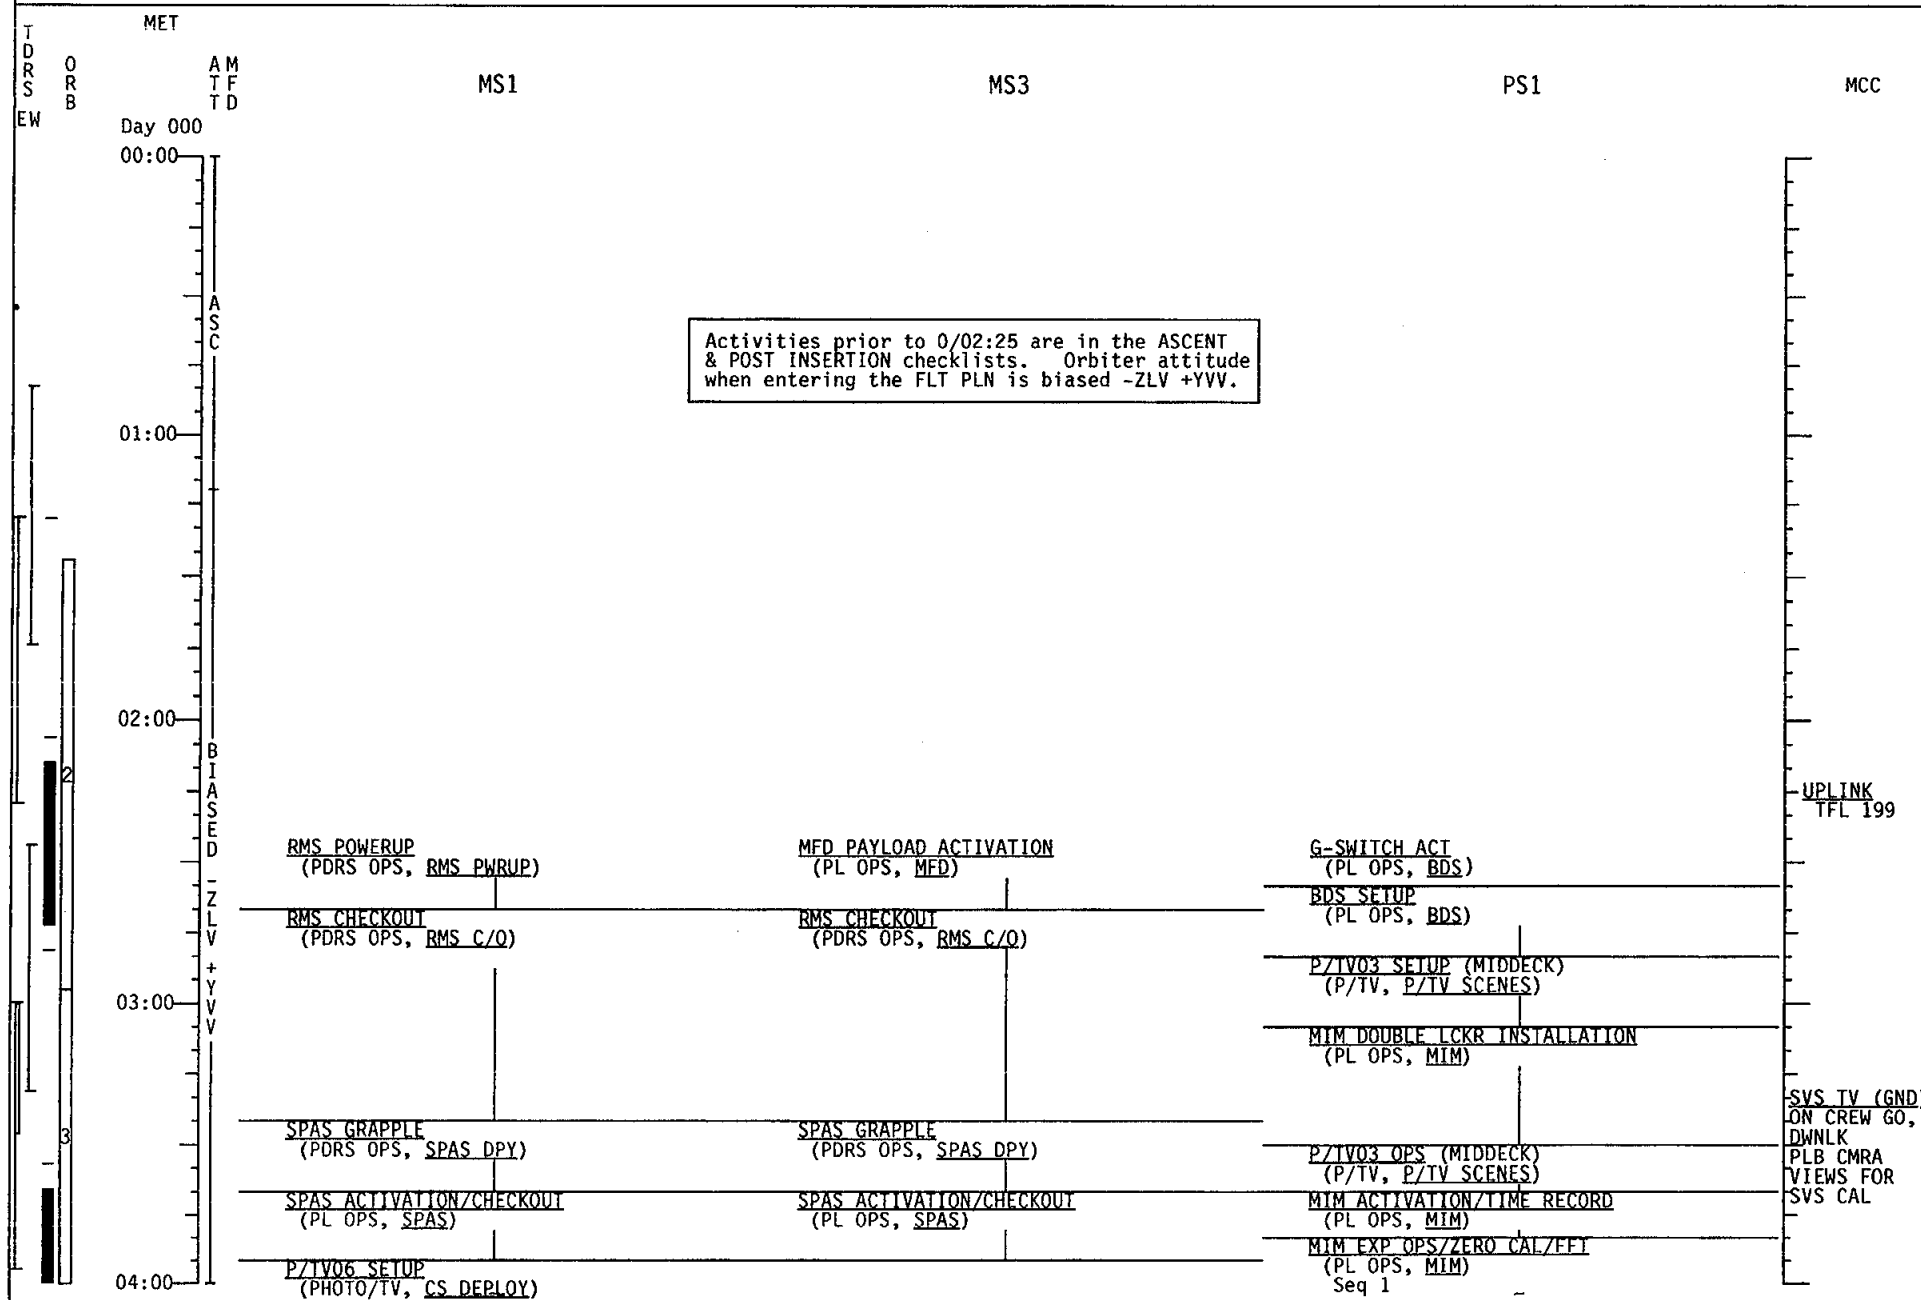 MET
TDRS
EW
ORB
ATT
MFD
MS1
MS3
PS1
MCC
Day 000
00:00
ASC
Activities prior to 0/02:25 are in the ASCENT
& POST INSERTION checklists. Orbiter attitude
when entering the FLT PLN is biased -ZLV +YVV.
01:00
02:00
2
BIASED -ZLV +YVV
UPLINK
TFL 199
RMS POWERUP
(PDRS OPS, RMS PWRUP)
MFD PAYLOAD ACTIVATION
(PL OPS, MFD)
G-SWITCH ACT
(PL OPS, BDS)
BDS SETUP
(PL OPS, BDS)
RMS CHECKOUT
(PDRS OPS, RMS C/O)
RMS CHECKOUT
(PDRS OPS, RMS C/O)
P/TV03 SETUP (MIDDECK)
(P/TV, P/TV SCENES)
03:00
MIM DOUBLE LCKR INSTALLATION
(PL OPS, MIM)
SVS TV (GND)
ON CREW GO,
DWNLK
PLB CMRA
VIEWS FOR
SVS CAL
3
SPAS GRAPPLE
(PDRS OPS, SPAS DPY)
SPAS GRAPPLE
(PDRS OPS, SPAS DPY)
P/TV03 OPS (MIDDECK)
(P/TV, P/TV SCENES)
SPAS ACTIVATION/CHECKOUT
(PL OPS, SPAS)
SPAS ACTIVATION/CHECKOUT
(PL OPS, SPAS)
MIM ACTIVATION/TIME RECORD
(PL OPS, MIM)
MIM EXP OPS/ZERO CAL/FFT
(PL OPS, MIM)
Seq 1
P/TV06 SETUP
(PHOTO/TV, CS DEPLOY)
04:00